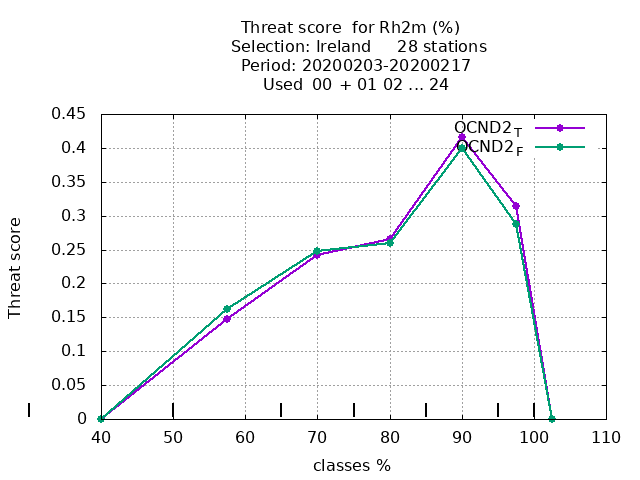 Threat score  for Rh2m (%)
Selection: Ireland     28 stations
Period: 20200203-20200217
Used  00 + 01 02 ... 24
OCND2T
OCND2F
Threat score
0.45
0.4
0.35
0.3
0.25
0.2
0.15
0.1
0.05
0
40 50 60 70 80 90 100 110
classes %